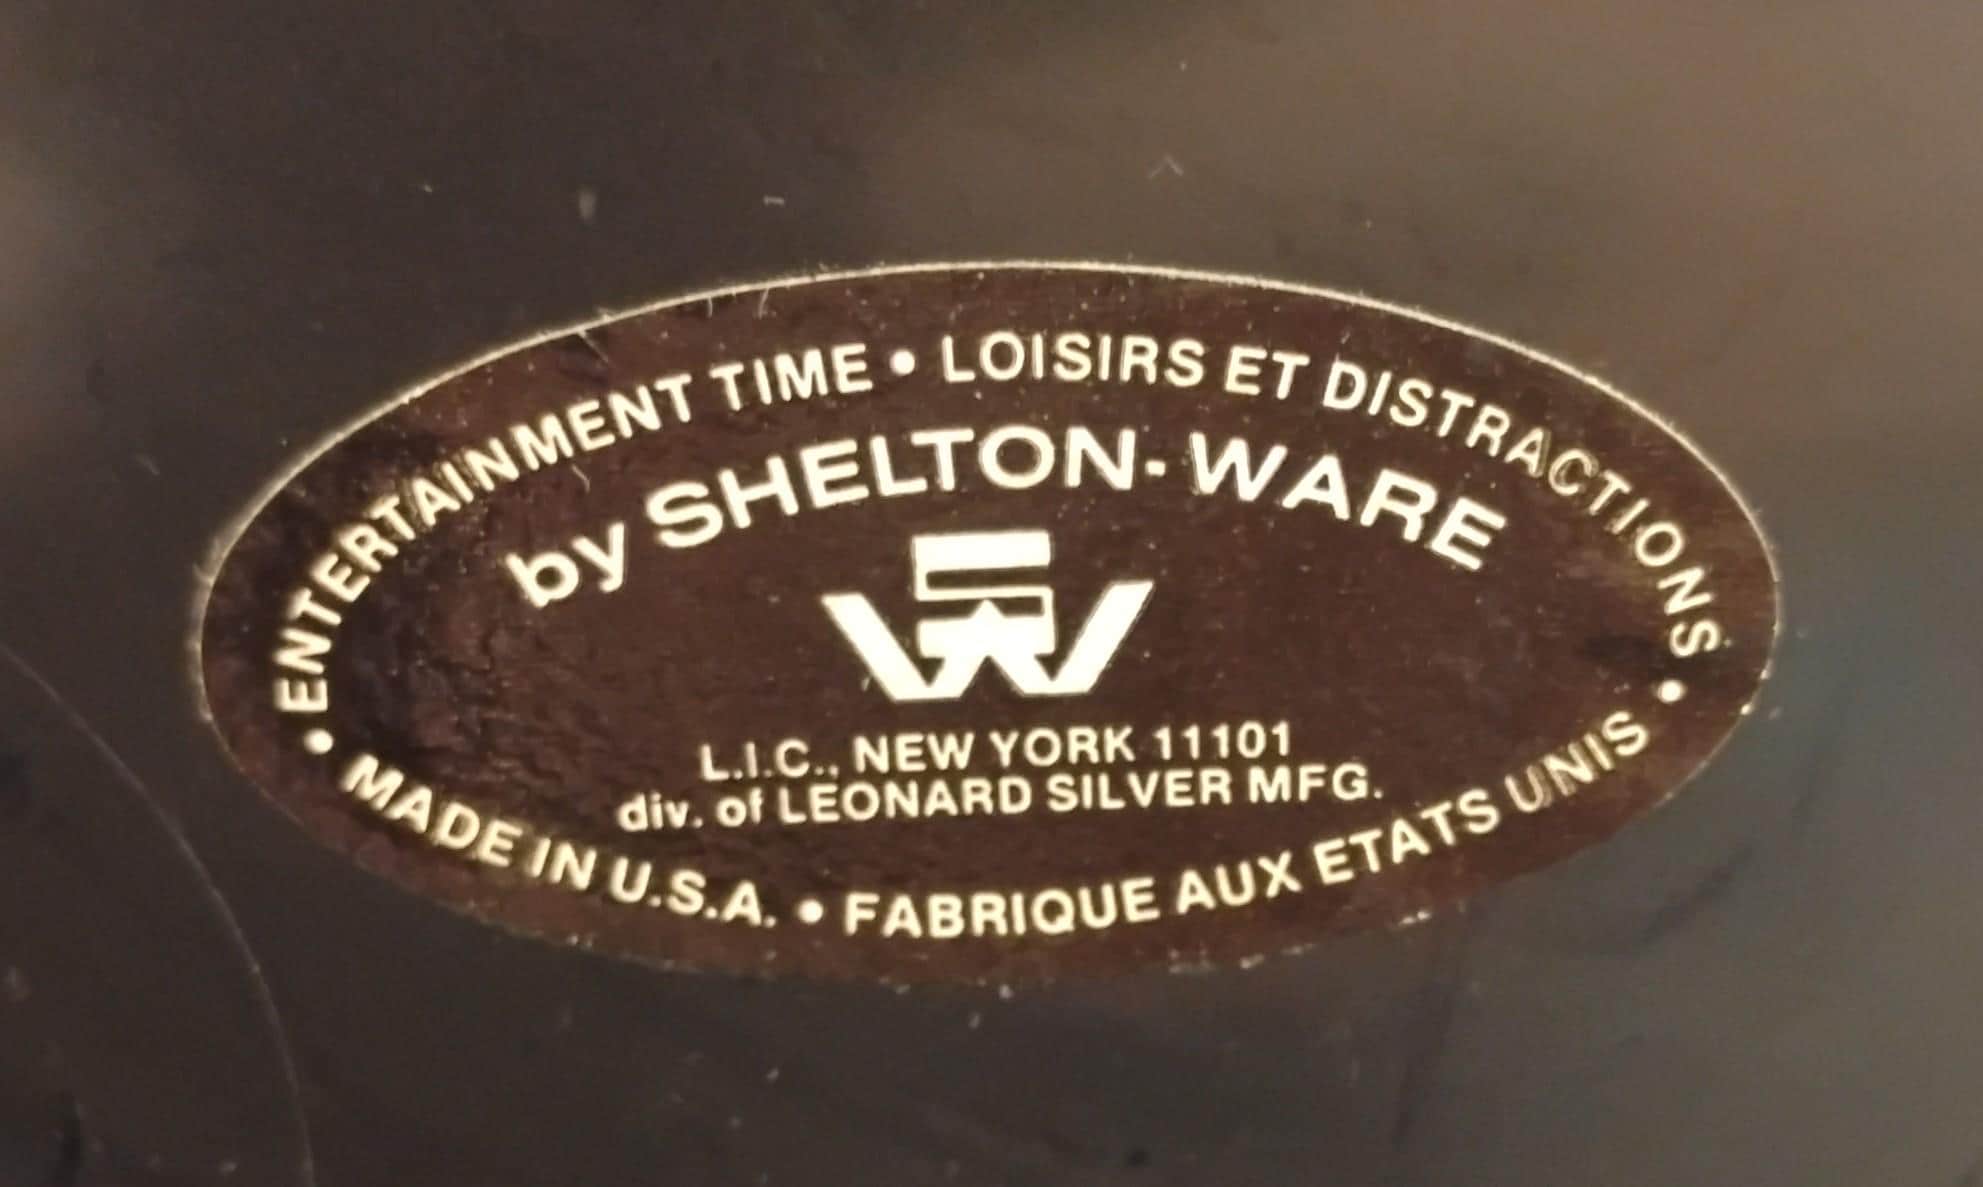 • ENTERTAINMENT TIME • LOISIRS ET DISTRACTIONS •
by SHELTON-WARE
SW
L.I.C., NEW YORK 11101
div. of LEONARD SILVER MFG.
MADE IN U.S.A. • FABRIQUE AUX ETATS UNIS